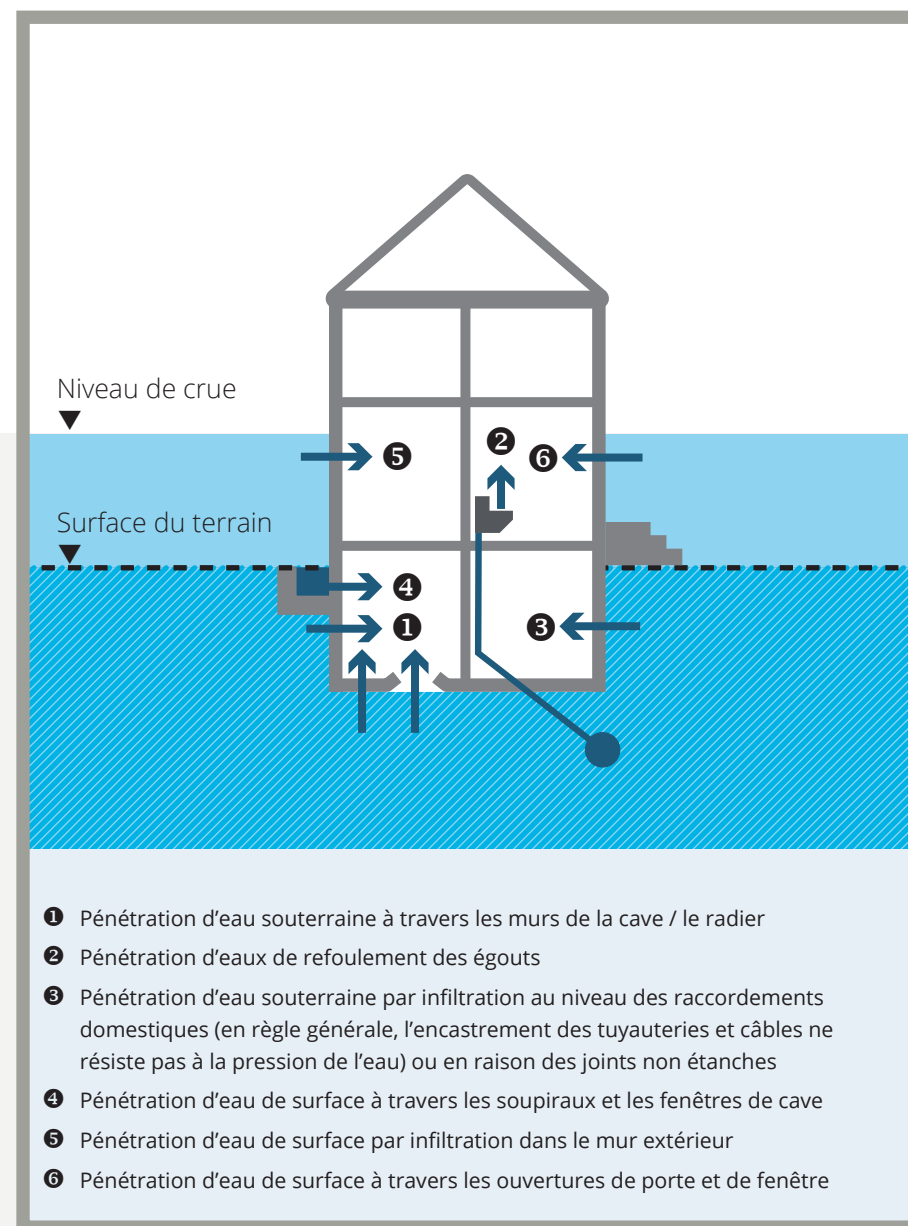 Niveau de crue
❺
❷
❻
Surface du terrain
❹
❶
❸
❶ Pénétration d’eau souterraine à travers les murs de la cave / le radier
❷ Pénétration d’eaux de refoulement des égouts
❸ Pénétration d’eau souterraine par infiltration au niveau des raccordements
domestiques (en règle générale, l’encastrement des tuyauteries et câbles ne
résiste pas à la pression de l’eau) ou en raison des joints non étanches
❹ Pénétration d’eau de surface à travers les soupiraux et les fenêtres de cave
❺ Pénétration d’eau de surface par infiltration dans le mur extérieur
❻ Pénétration d’eau de surface à travers les ouvertures de porte et de fenêtre